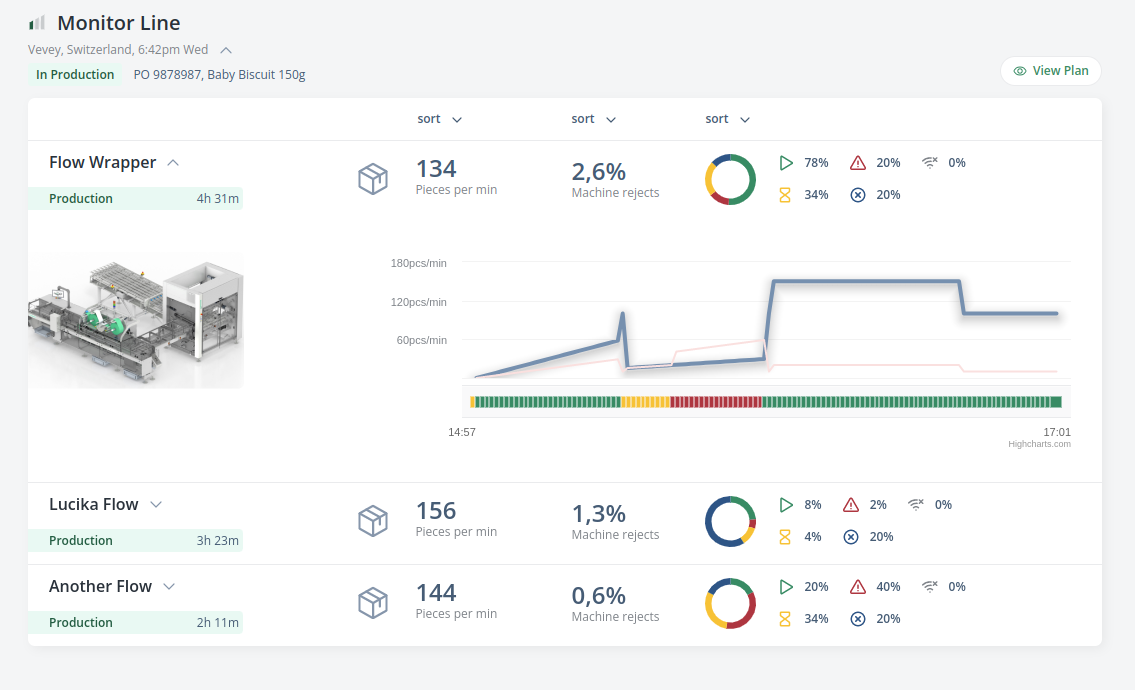 Monitor Line
Vevey, Switzerland, 6:42pm Wed
In Production PO 9878987, Baby Biscuit 150g
View Plan
sort sort sort
Flow Wrapper
Production 4h 31m
134
Pieces per min
2,6%
Machine rejects
78% 20% 0%
34% 20%
180pcs/min
120pcs/min
60pcs/min
14:57 17:01
Highcharts.com
Lucika Flow
Production 3h 23m
156
Pieces per min
1,3%
Machine rejects
8% 2% 0%
4% 20%
Another Flow
Production 2h 11m
144
Pieces per min
0,6%
Machine rejects
20% 40% 0%
34% 20%